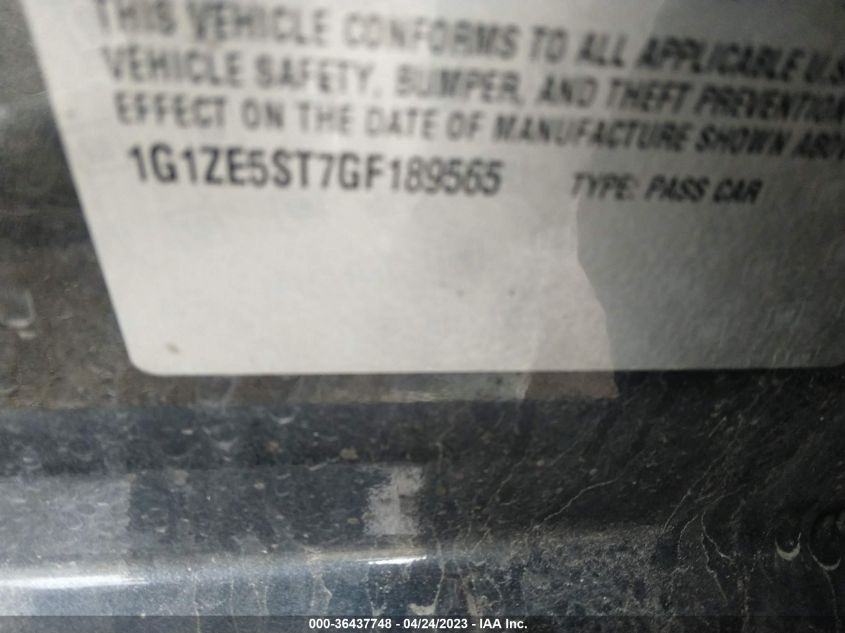 THIS VEHICLE CONFORMS TO ALL APPLICABLE U.S
VEHICLE SAFETY, BUMPER, AND THEFT PREVENTION
EFFECT ON THE DATE OF MANUFACTURE SHOWN ABOV
1G1ZE5ST7GF189565 TYPE: PASS CAR
000-36437748 - 04/24/2023 - IAA Inc.